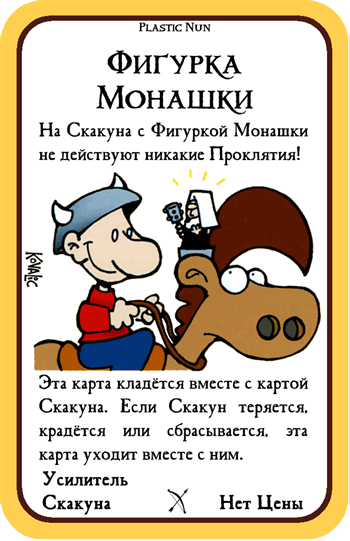 Plastic Nun
Фигурка
Монашки
На Скакуна с Фигуркой Монашки
не действуют никакие Проклятия!
Kovalic
Эта карта кладётся вместе с картой
Скакуна. Если Скакун теряется,
крадётся или сбрасывается, эта
карта уходит вместе с ним.
Усилитель
Скакуна Нет Цены